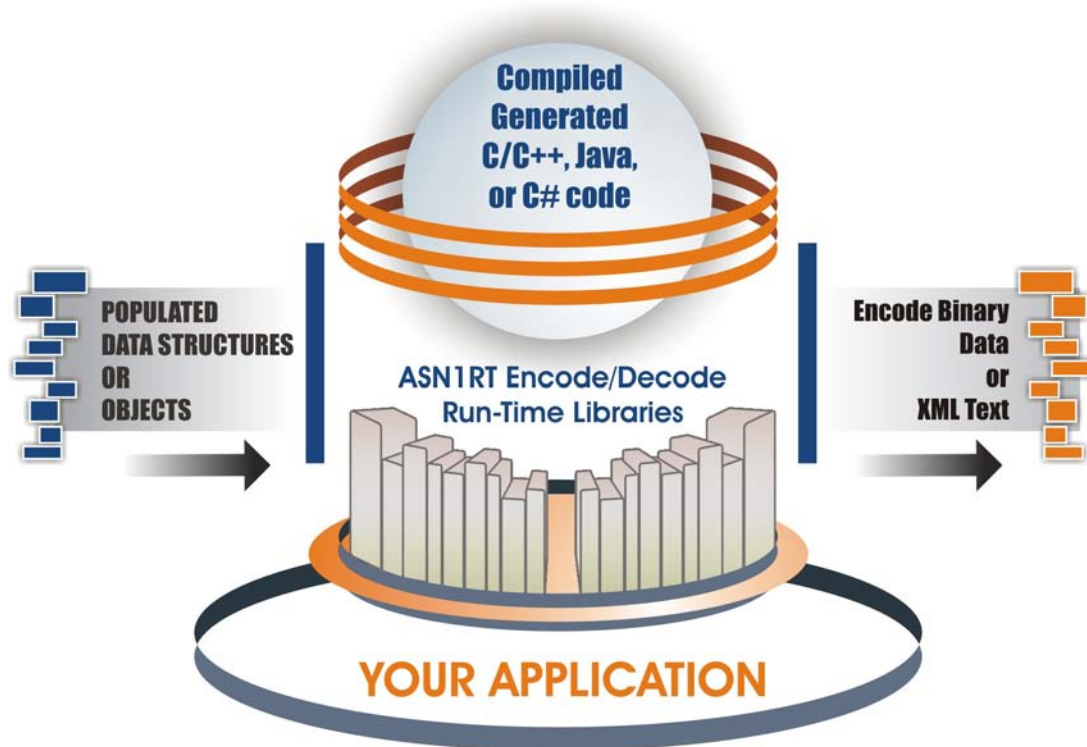 Compiled
Generated
C/C++, Java,
or C# code
POPULATED
DATA STRUCTURES
OR
OBJECTS
Encode Binary
Data
or
XML Text
ASN1RT Encode/Decode
Run-Time Libraries
YOUR APPLICATION